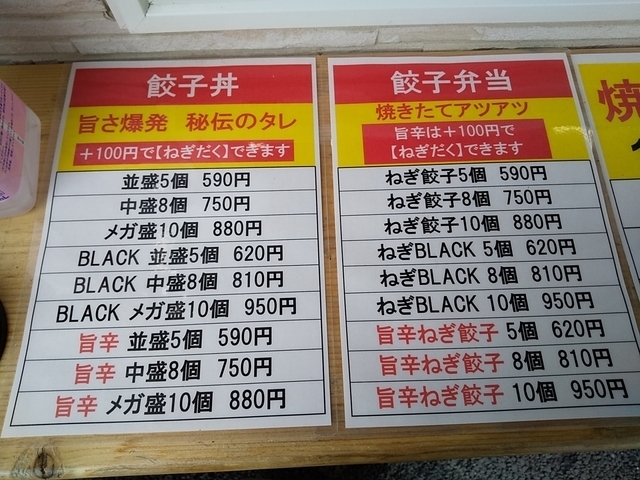 餃子丼
旨さ爆発 秘伝のタレ
+100円で【ねぎだく】できます
並盛5個 590円
中盛8個 750円
メガ盛10個 880円
BLACK 並盛5個 620円
BLACK 中盛8個 810円
BLACK メガ盛10個 950円
旨辛 並盛5個 590円
旨辛 中盛8個 750円
旨辛 メガ盛10個 880円
餃子弁当
焼きたてアツアツ
旨辛は+100円で
【ねぎだく】できます
ねぎ餃子5個 590円
ねぎ餃子8個 750円
ねぎ餃子10個 880円
ねぎBLACK 5個 620円
ねぎBLACK 8個 810円
ねぎBLACK 10個 950円
旨辛ねぎ餃子 5個 620円
旨辛ねぎ餃子 8個 810円
旨辛ねぎ餃子 10個 950円
焼